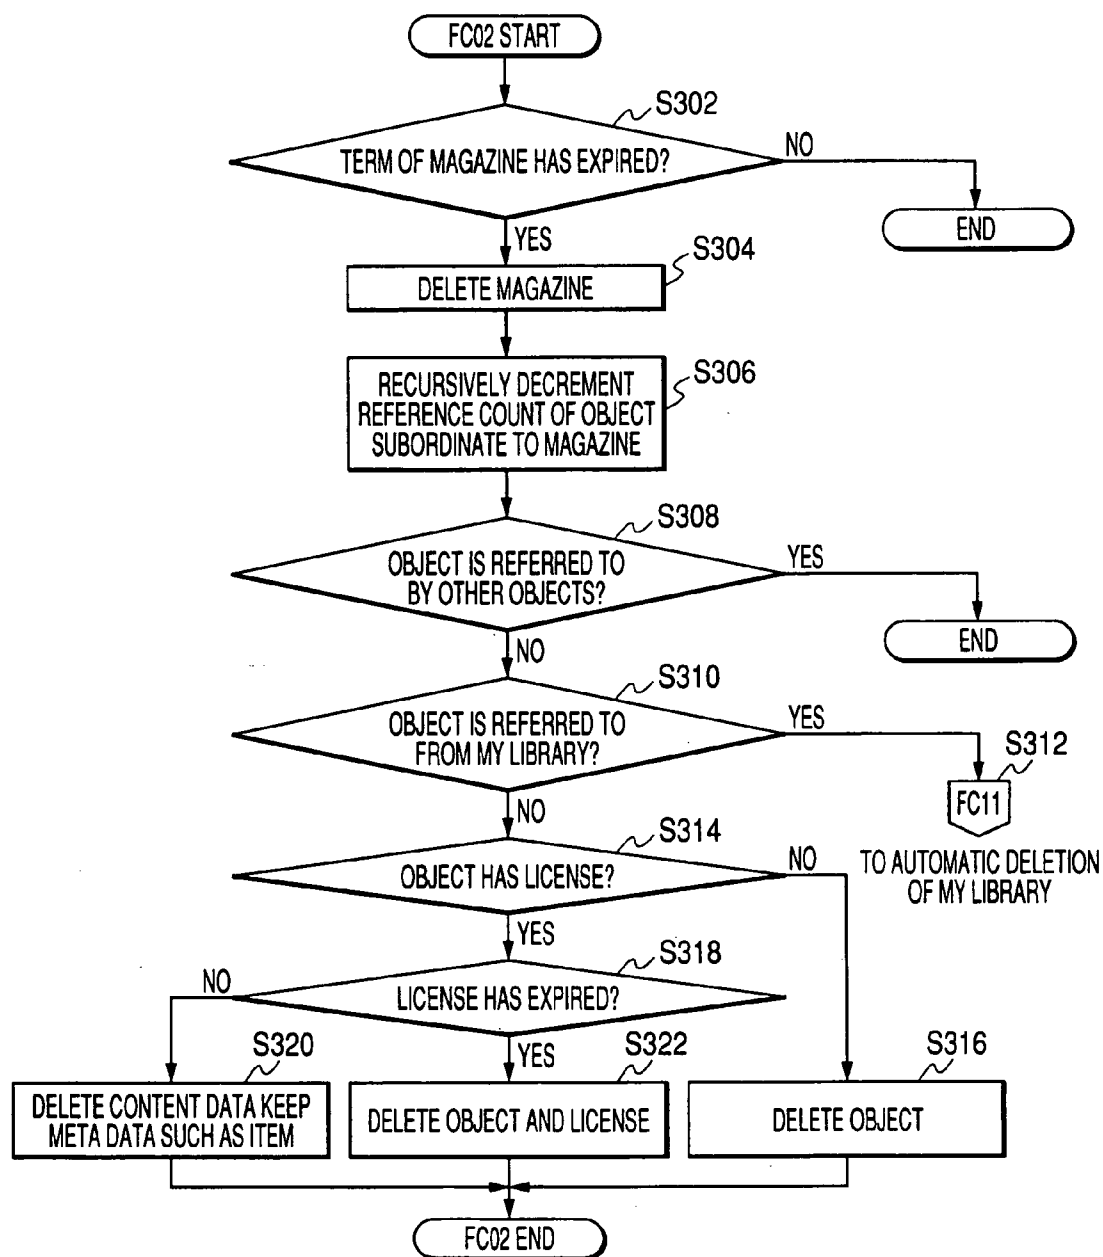 FC02 START
S302
TERM OF MAGAZINE HAS EXPIRED?
NO
END
YES
S304
DELETE MAGAZINE
S306
RECURSIVELY DECREMENT
REFERENCE COUNT OF OBJECT
SUBORDINATE TO MAGAZINE
S308
OBJECT IS REFERRED TO
BY OTHER OBJECTS?
YES
END
NO
S310
OBJECT IS REFERRED TO
FROM MY LIBRARY?
YES
S312
FC11
TO AUTOMATIC DELETION
OF MY LIBRARY
NO
S314
OBJECT HAS LICENSE?
NO
YES
S318
LICENSE HAS EXPIRED?
NO
YES
S320
DELETE CONTENT DATA KEEP
META DATA SUCH AS ITEM
S322
DELETE OBJECT AND LICENSE
S316
DELETE OBJECT
FC02 END